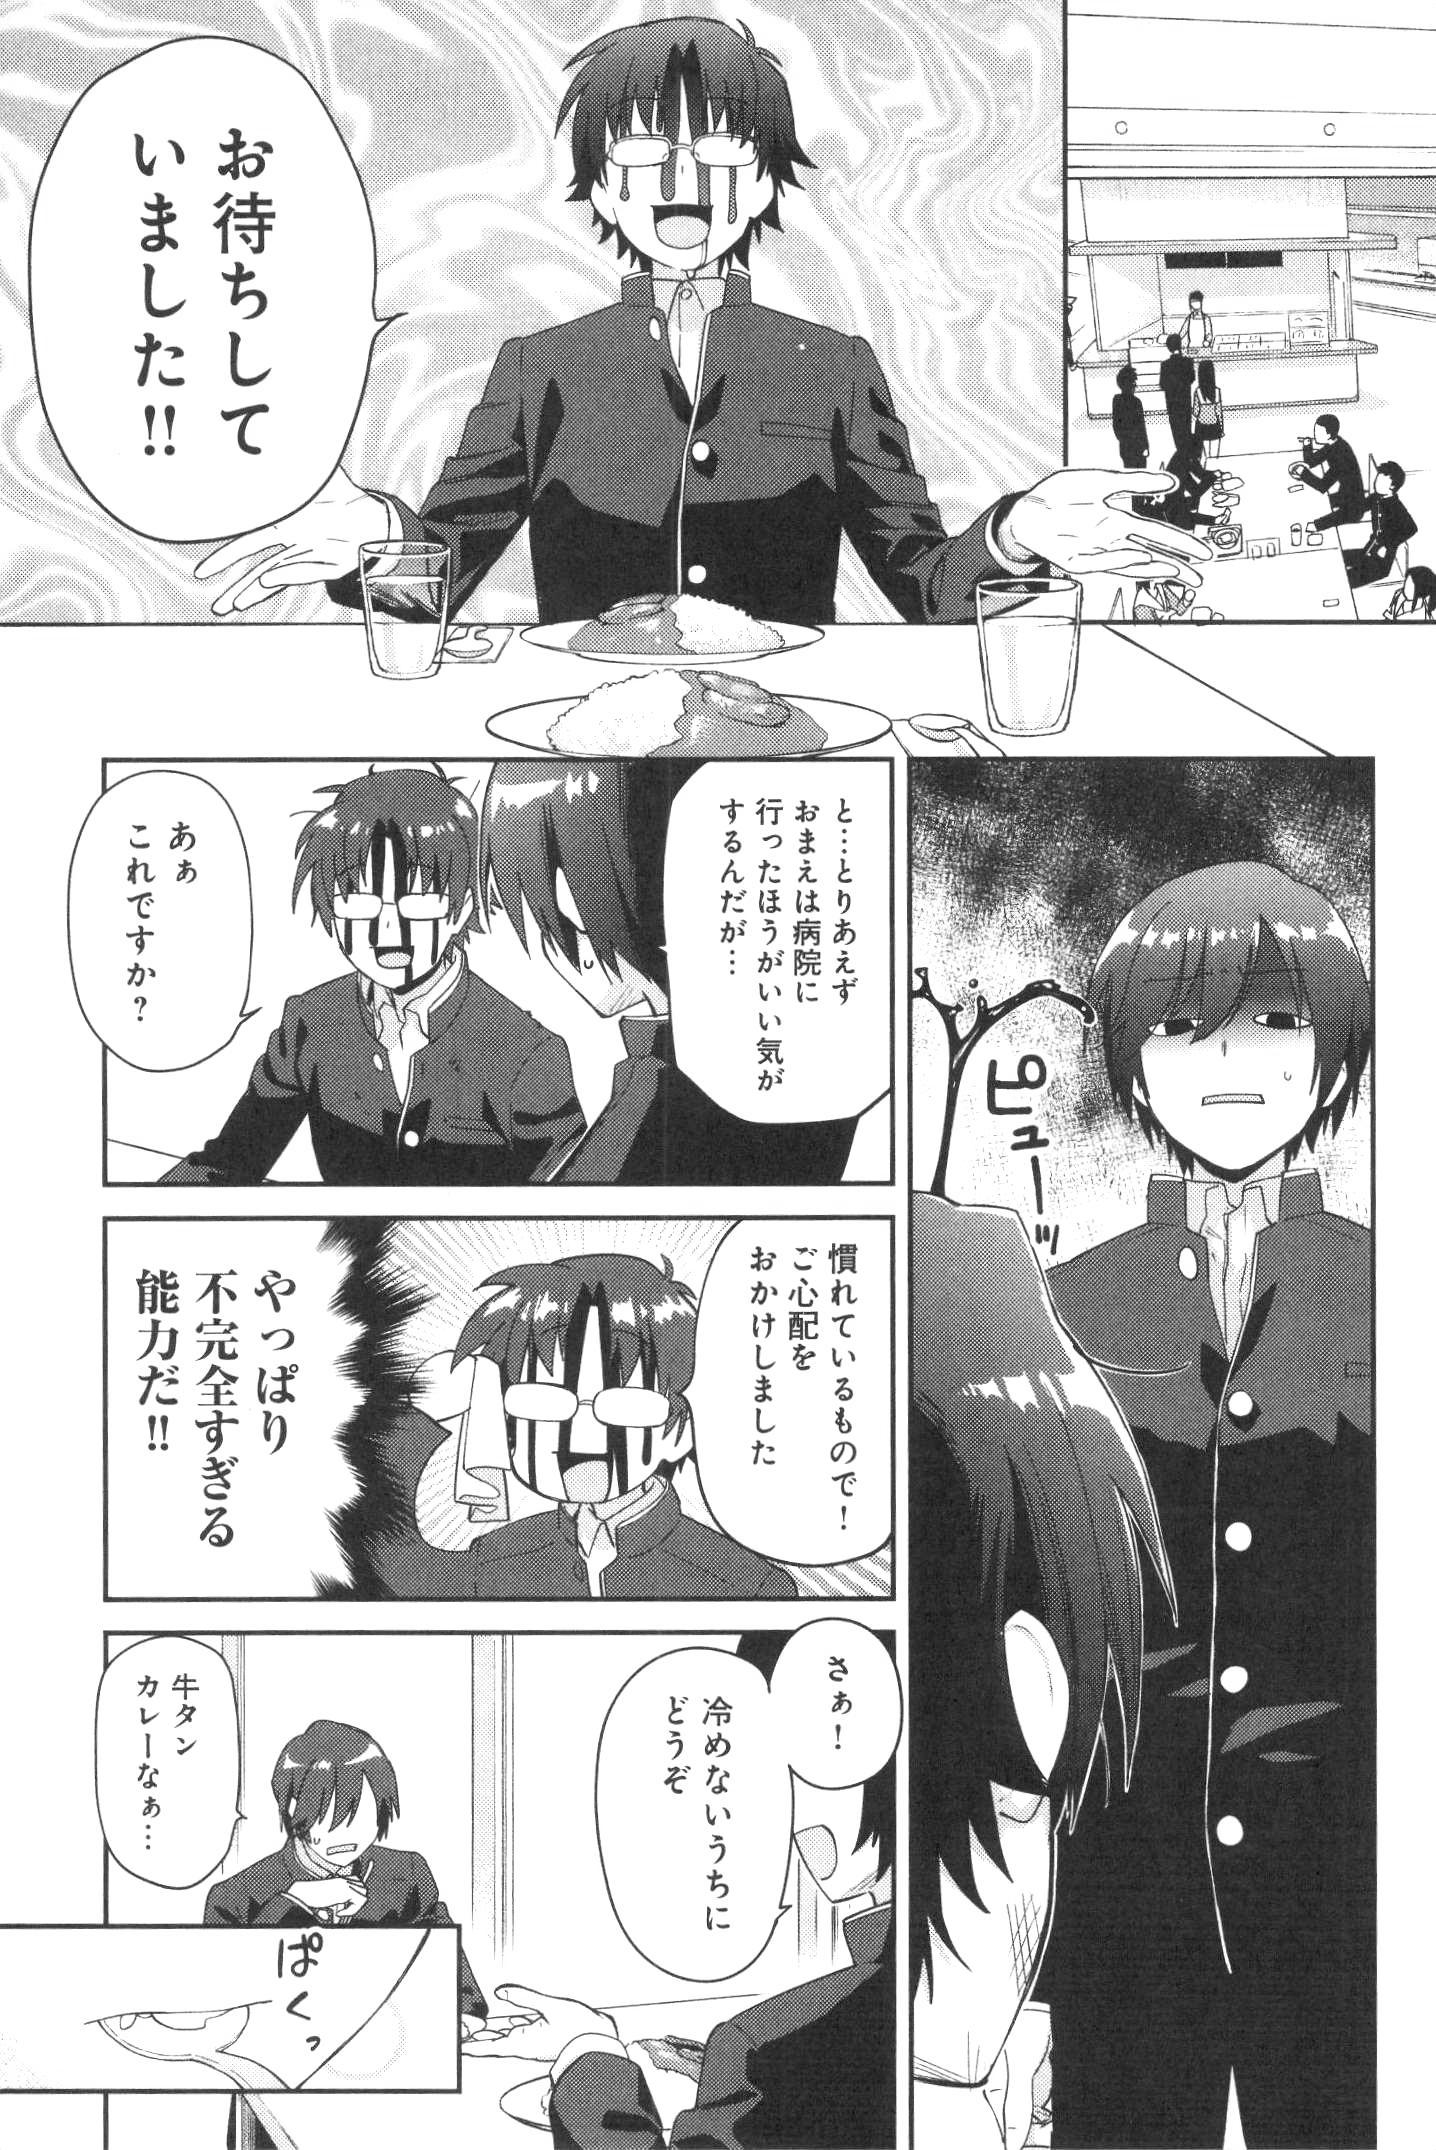 お待ちして
いました!!
ピューッ
と…とりあえず
おまえは病院に
行ったほうがいい気が
するんだが…
あぁ
これですか?
慣れているもので!
ご心配を
おかけしました
やっぱり
不完全すぎる
能力だ!!
さぁ!
冷めないうちに
どうぞ
牛タン
カレーなぁ…
ぱくっ